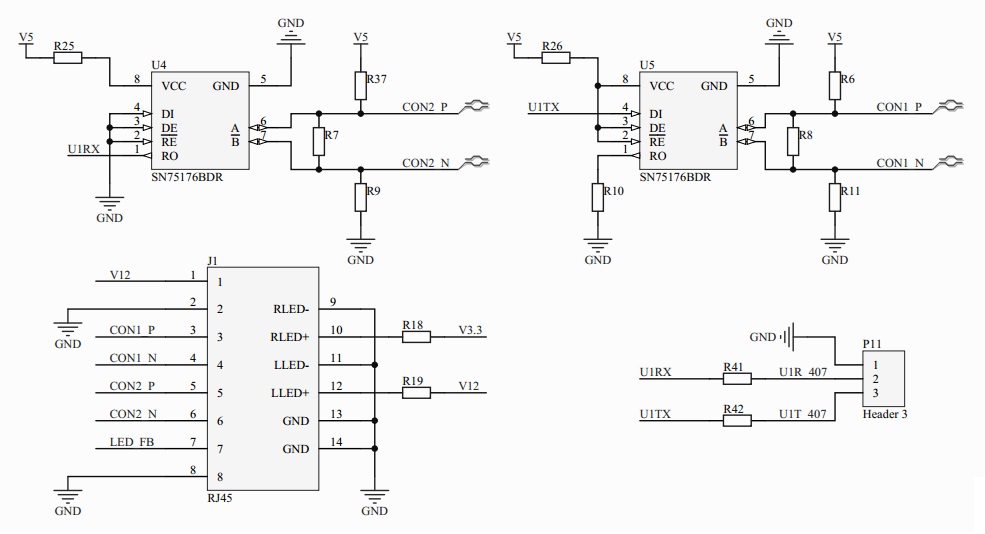 GND GND
V5 V5 V5 V5
R25 R26
U4 U5
8 VCC GND 5 R37 8 VCC GND 5 R6
4 DI CON2_P U1TX 4 DI CON1_P
3 DE A 6 3 DE A 6
2 RE B 7 R7 2 RE B 7 R8
U1RX 1 RO CON2_N 1 RO CON1_N
SN75176BDR SN75176BDR
R9 R10 R11
GND
GND GND GND
J1
V12 1 1
2 2 RLED- 9
GND
CON1_P 3 3 RLED+ 10 R18 V3.3
CON1_N 4 4 LLED- 11
CON2_P 5 5 LLED+ 12 R19 V12
CON2_N 6 6 GND 13
LED_FB 7 7 GND 14
8 8
RJ45
GND GND
GND P11
1
U1RX R41 U1R_407 2
3
U1TX R42 U1T_407 Header 3